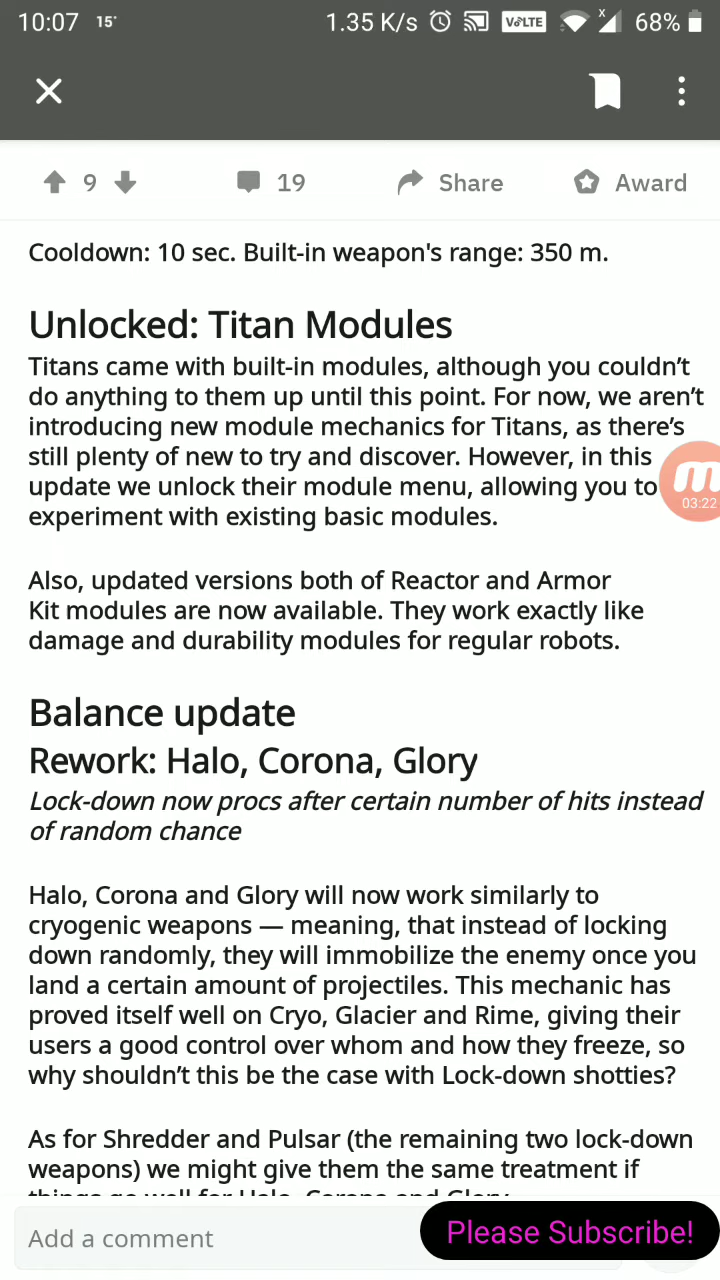 10:07 15° 1.35 K/s VoLTE x 68%
9 19 Share Award
Cooldown: 10 sec. Built-in weapon's range: 350 m.
Unlocked: Titan Modules
Titans came with built-in modules, although you couldn’t
do anything to them up until this point. For now, we aren’t
introducing new module mechanics for Titans, as there’s
still plenty of new to try and discover. However, in this
update we unlock their module menu, allowing you to
experiment with existing basic modules.
m
03:22
Also, updated versions both of Reactor and Armor
Kit modules are now available. They work exactly like
damage and durability modules for regular robots.
Balance update
Rework: Halo, Corona, Glory
Lock-down now procs after certain number of hits instead
of random chance
Halo, Corona and Glory will now work similarly to
cryogenic weapons — meaning, that instead of locking
down randomly, they will immobilize the enemy once you
land a certain amount of projectiles. This mechanic has
proved itself well on Cryo, Glacier and Rime, giving their
users a good control over whom and how they freeze, so
why shouldn’t this be the case with Lock-down shotties?
As for Shredder and Pulsar (the remaining two lock-down
weapons) we might give them the same treatment if
things go well for Halo, Corona and Glory
Add a comment
Please Subscribe!